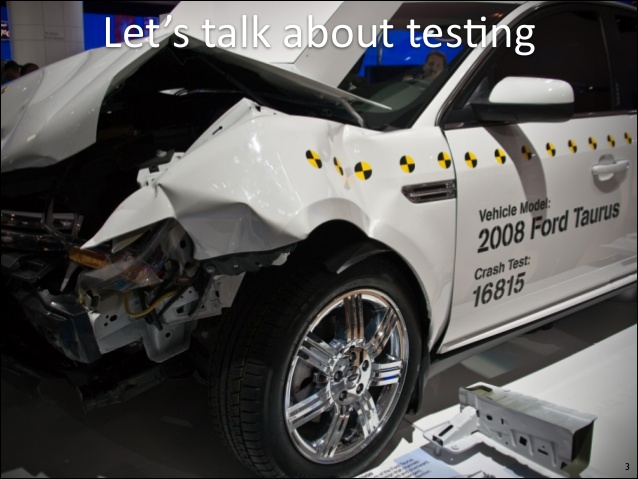 Let's talk about testing
Vehicle Model:
2008 Ford Taurus
Crash Test:
16815
3